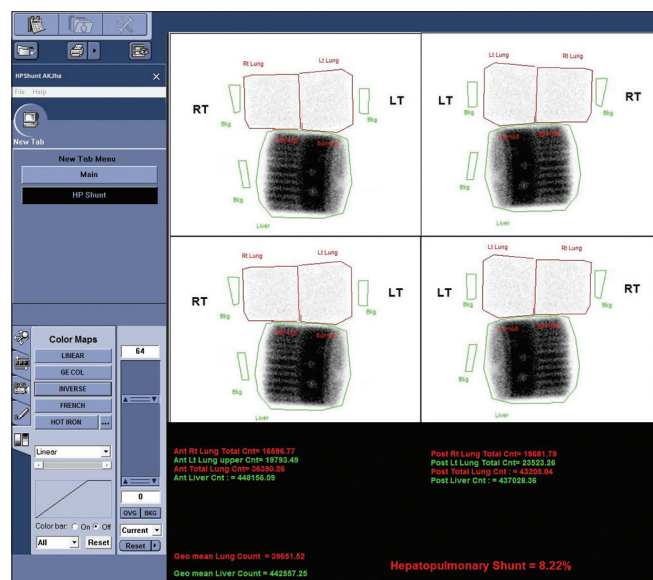 HPShunt AKJha
File Help
New Tab
New Tab Menu
Main
HP Shunt
Color Maps
LINEAR
GE COL
INVERSE
FRENCH
HOT IRON ...
64
Linear
0
OVG BKG
Color bar: On Off
Current
All Reset
Reset
Rt Lung Lt Lung
RT LT
Bkg
Bkg
Liver
Lt Lung Rt Lung
LT RT
Bkg
Bkg
Bkg
Rt Lung Lt Lung
RT LT
Bkg
Bkg
Liver
Lt Lung Rt Lung
LT RT
Bkg
Bkg
Bkg
Ant Rt Lung Total Cnt= 16596.77
Ant Lt Lung upper Cnt= 19793.49
Ant Total Lung Cnt= 36390.26
Ant Liver Cnt : = 448156.09
Post Rt Lung Total Cnt= 19681.79
Post Lt Lung Total Cnt= 23523.26
Post Total Lung Cnt : = 43205.04
Post Liver Cnt : = 437028.36
Geo mean Lung Count = 39651.52
Geo mean Liver Count = 442557.25
Hepatopulmonary Shunt = 8.22%